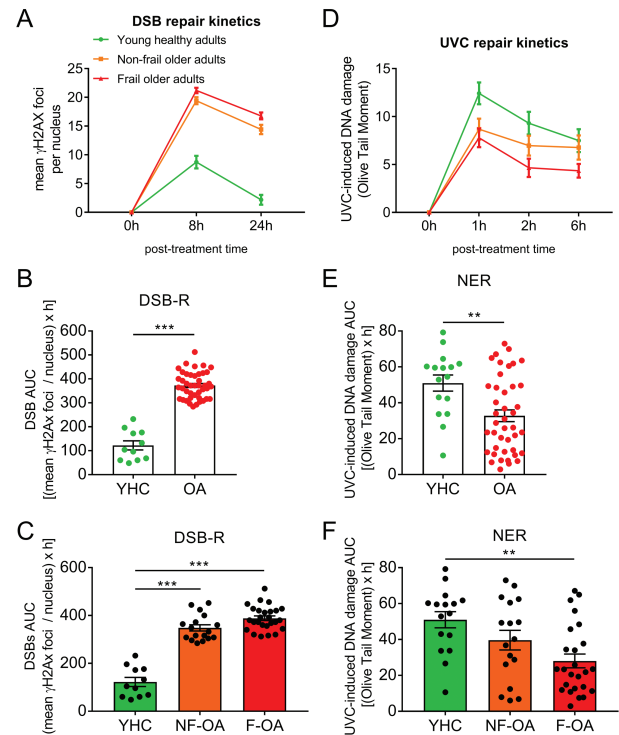 A
DSB repair kinetics
Young healthy adults
Non-frail older adults
Frail older adults
mean γH2AX foci
per nucleus
25
20
15
10
5
0
0h 8h 24h
post-treatment time
D
UVC repair kinetics
UVC-induced DNA damage
(Olive Tail Moment)
15
10
5
0
0h 1h 2h 6h
post-treatment time
B
DSB-R
***
DSB AUC
[(mean γH2Ax foci / nucleus) x h]
600
500
400
300
200
100
0
YHC OA
E
NER
**
UVC-induced DNA damage AUC
[(Olive Tail Moment) x h]
80
60
40
20
0
YHC OA
C
DSB-R
***
***
DSBs AUC
(mean γH2Ax foci / nucleus) x h]
600
400
200
0
YHC NF-OA F-OA
F
NER
**
UVC-induced DNA damage AUC
[(Olive Tail Moment) x h]
80
60
40
20
0
YHC NF-OA F-OA